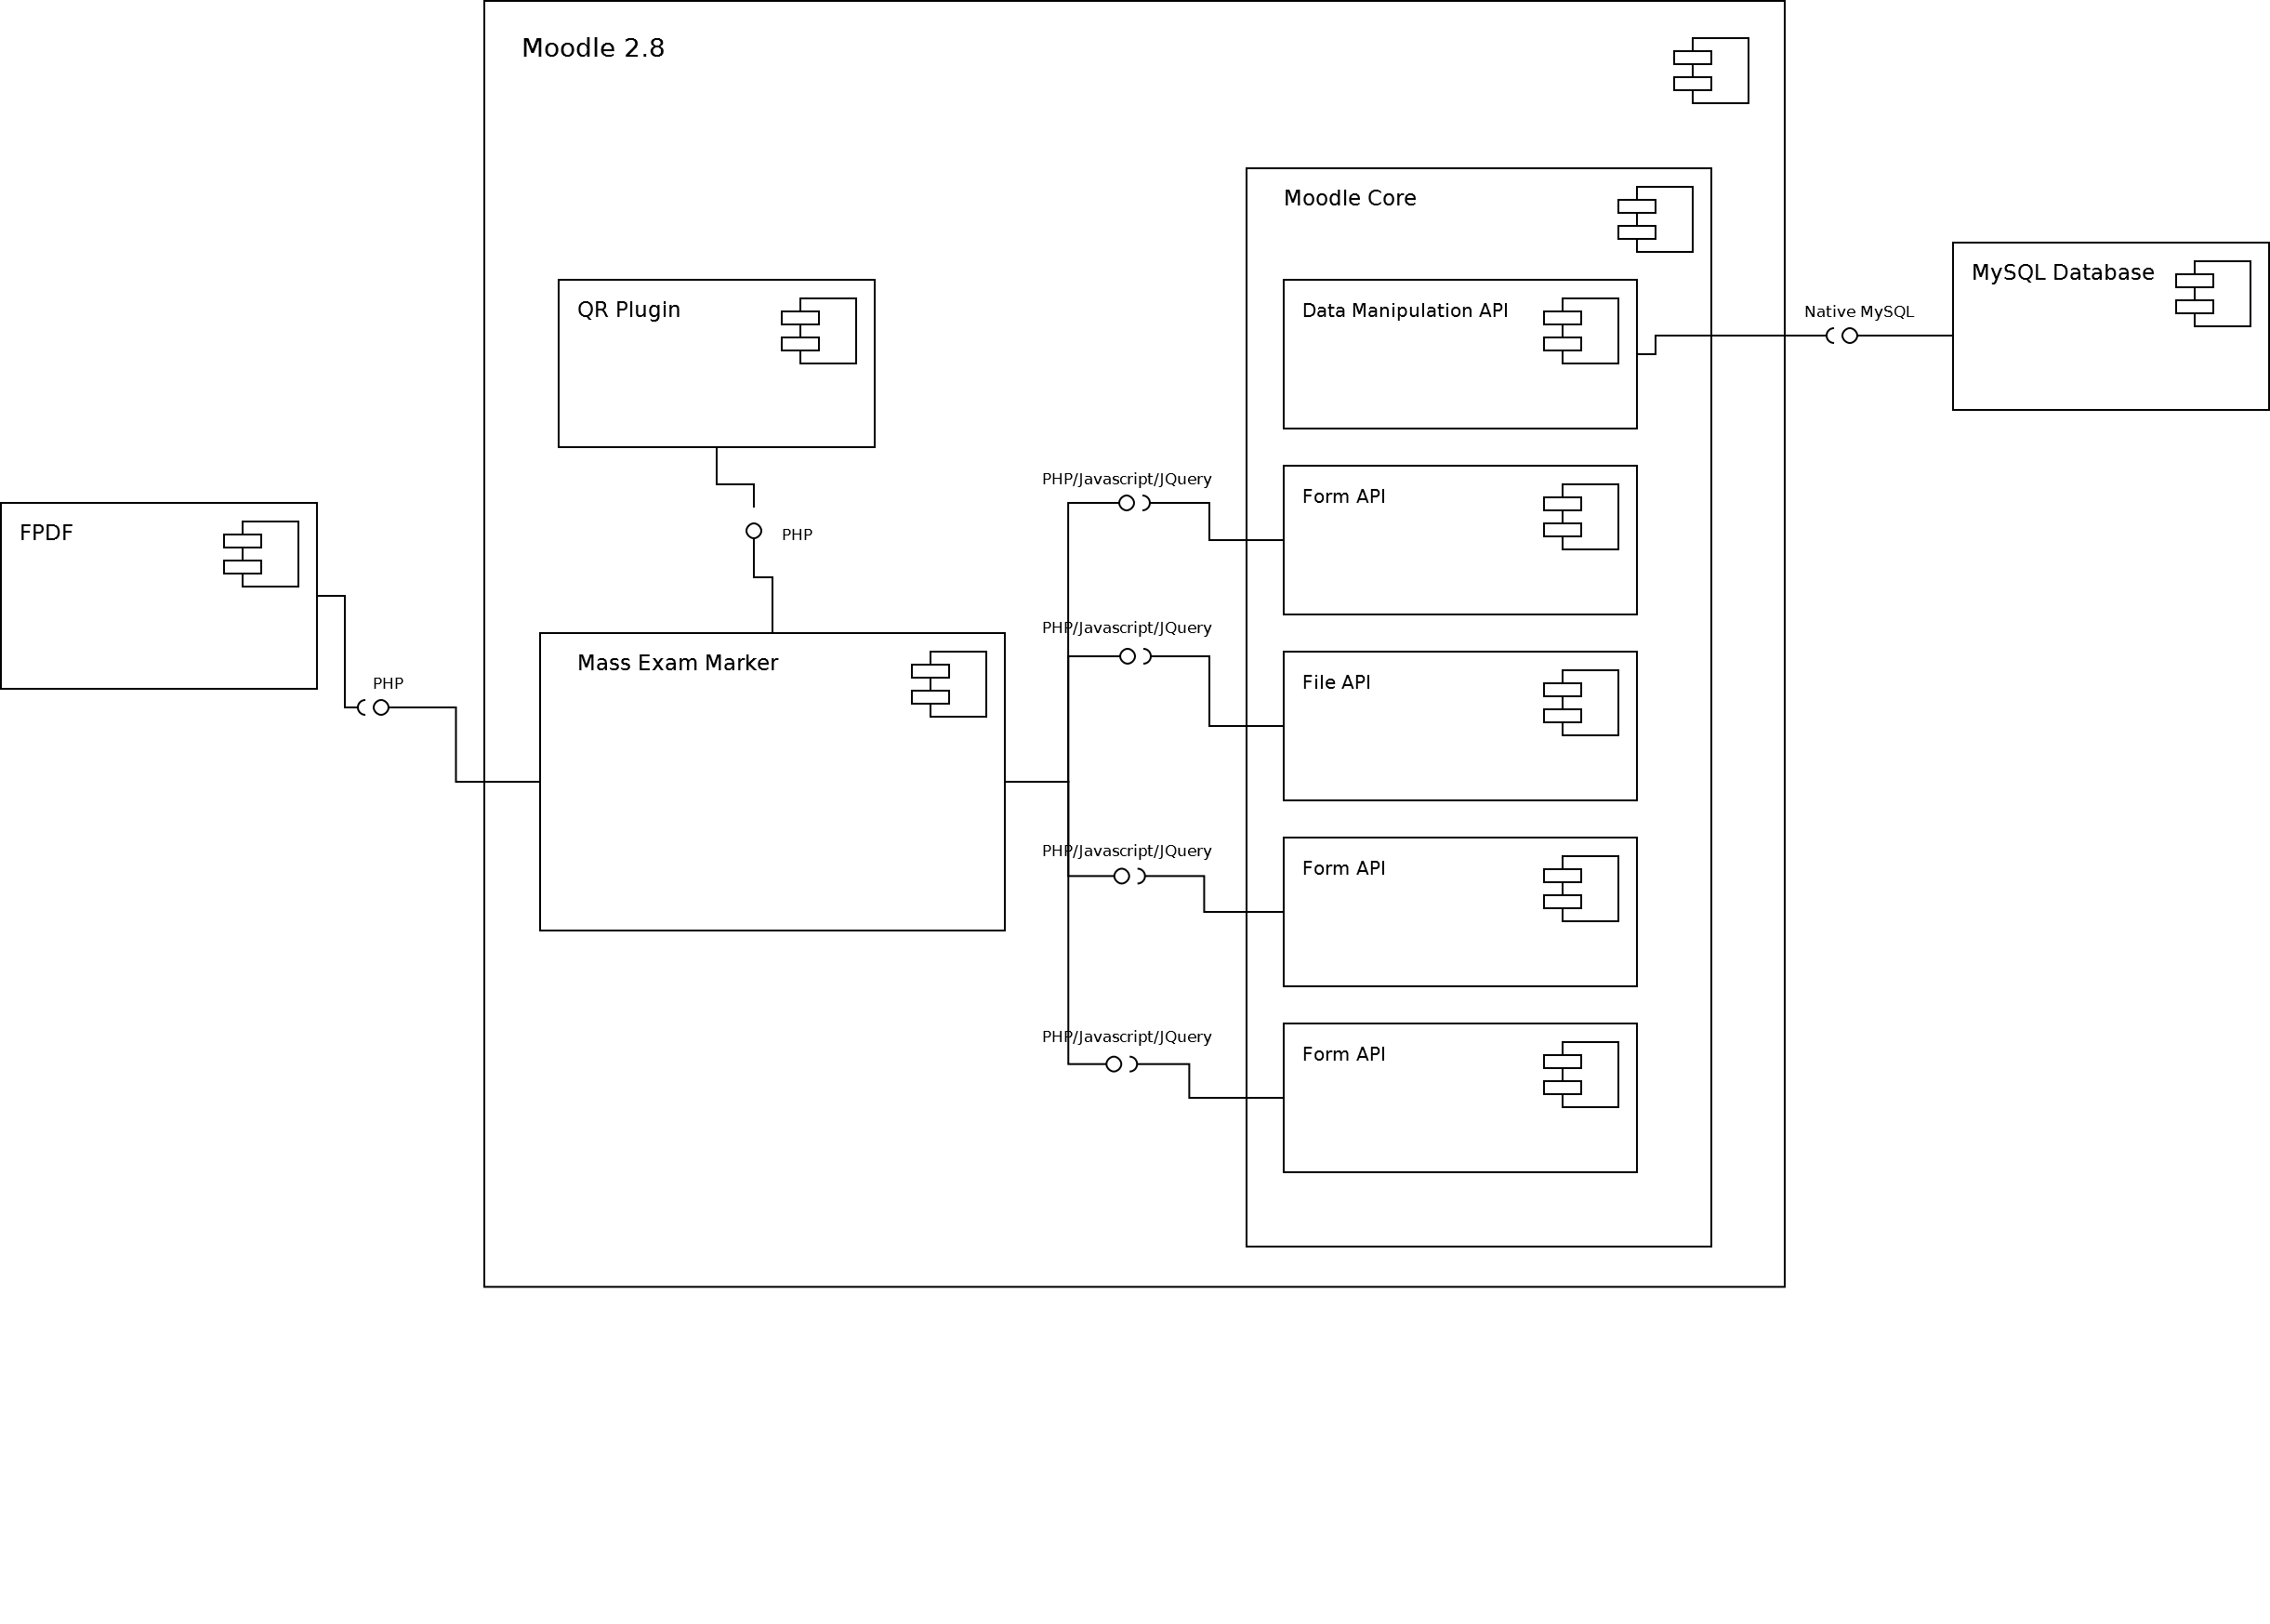 Moodle 2.8
Moodle Core
MySQL Database
QR Plugin
Data Manipulation API
Native MySQL
PHP/Javascript/JQuery
Form API
FPDF
PHP
PHP/Javascript/JQuery
Mass Exam Marker
File API
PHP
PHP/Javascript/JQuery
Form API
PHP/Javascript/JQuery
Form API